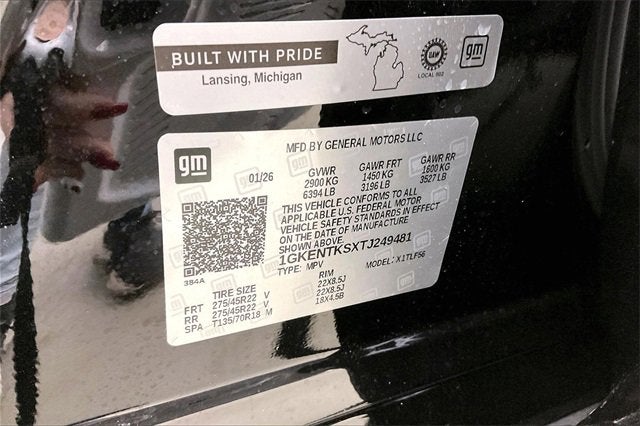 BUILT WITH PRIDE
Lansing, Michigan
UAW
LOCAL 602
gm
gm
MFD BY GENERAL MOTORS LLC
01/26
GVWR GAWR FRT GAWR RR
2900 KG 1450 KG 1600 KG
6394 LB 3196 LB 3527 LB
THIS VEHICLE CONFORMS TO ALL
APPLICABLE U.S. FEDERAL MOTOR
VEHICLE SAFETY STANDARDS IN EFFECT
ON THE DATE OF MANUFACTURE
SHOWN ABOVE.
1GKENTKSXTJ249481
TYPE: MPV MODEL: X1TLF56
384A
TIRE SIZE RIM
FRT 275/45R22 V 22X8.5J
RR 275/45R22 V 22X8.5J
SPA T135/70R18 M 18X4.5B